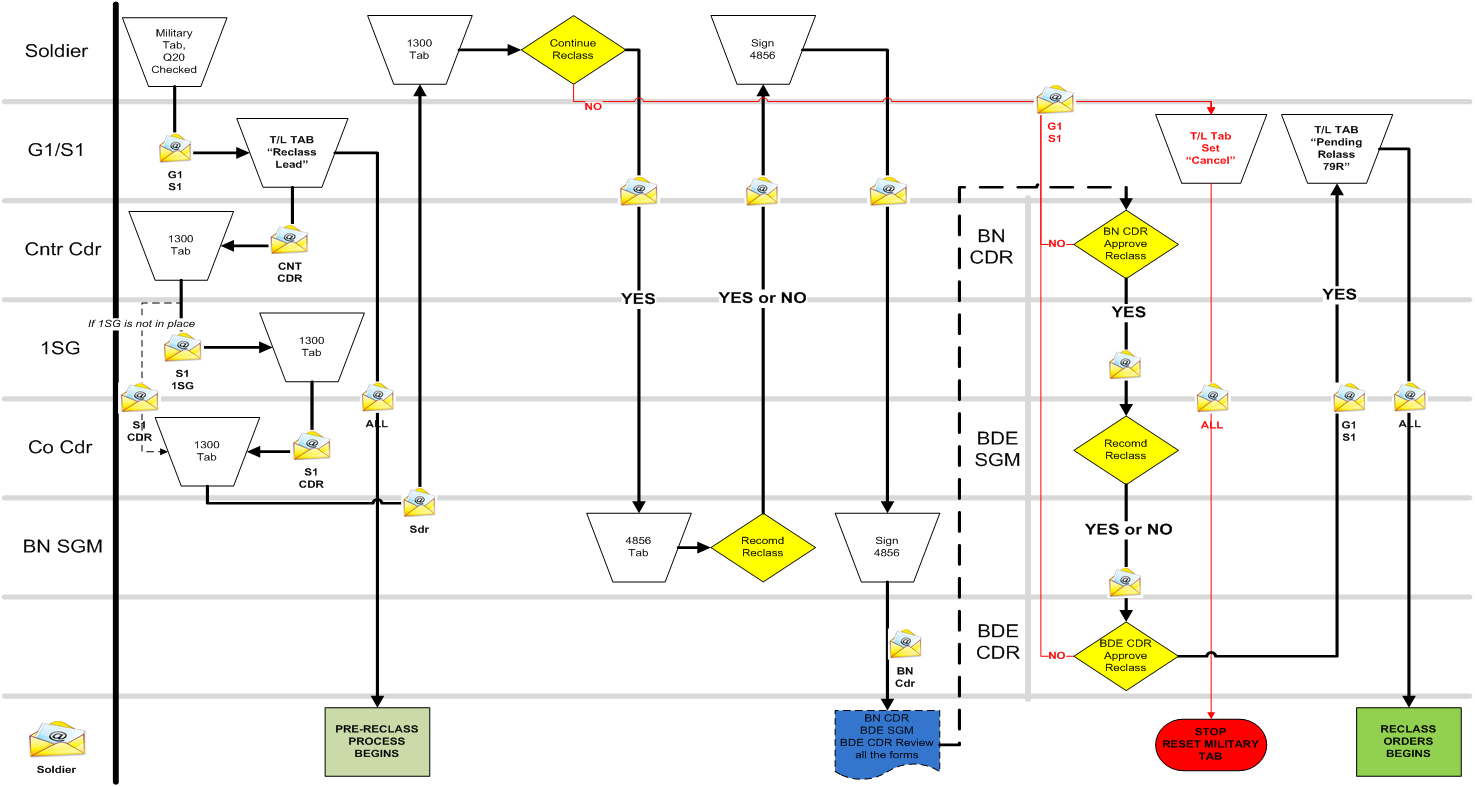 Soldier
G1/S1
Cntr Cdr
1SG
Co Cdr
BN SGM
Soldier
Military
Tab,
Q20
Checked
G1
S1
T/L TAB
“Reclass
Lead”
CNT
CDR
1300
Tab
If 1SG is not in place
S1
1SG
1300
Tab
S1
CDR
1300
Tab
S1
CDR
ALL
Sdr
PRE-RECLASS
PROCESS
BEGINS
1300
Tab
Continue
Reclass
NO
YES
4856
Tab
Recomd
Reclass
YES or NO
Sign
4856
Sign
4856
BN
Cdr
BN CDR
BDE SGM
BDE CDR Review
all the forms
BN
CDR
BDE
SGM
BDE
CDR
G1
S1
NO
BN CDR
Approve
Reclass
YES
Recomd
Reclass
YES or NO
NO
BDE CDR
Approve
Reclass
T/L Tab
Set
“Cancel”
ALL
STOP
RESET MILITARY
TAB
T/L TAB
“Pending
Relass
79R”
YES
G1
S1
ALL
RECLASS
ORDERS
BEGINS